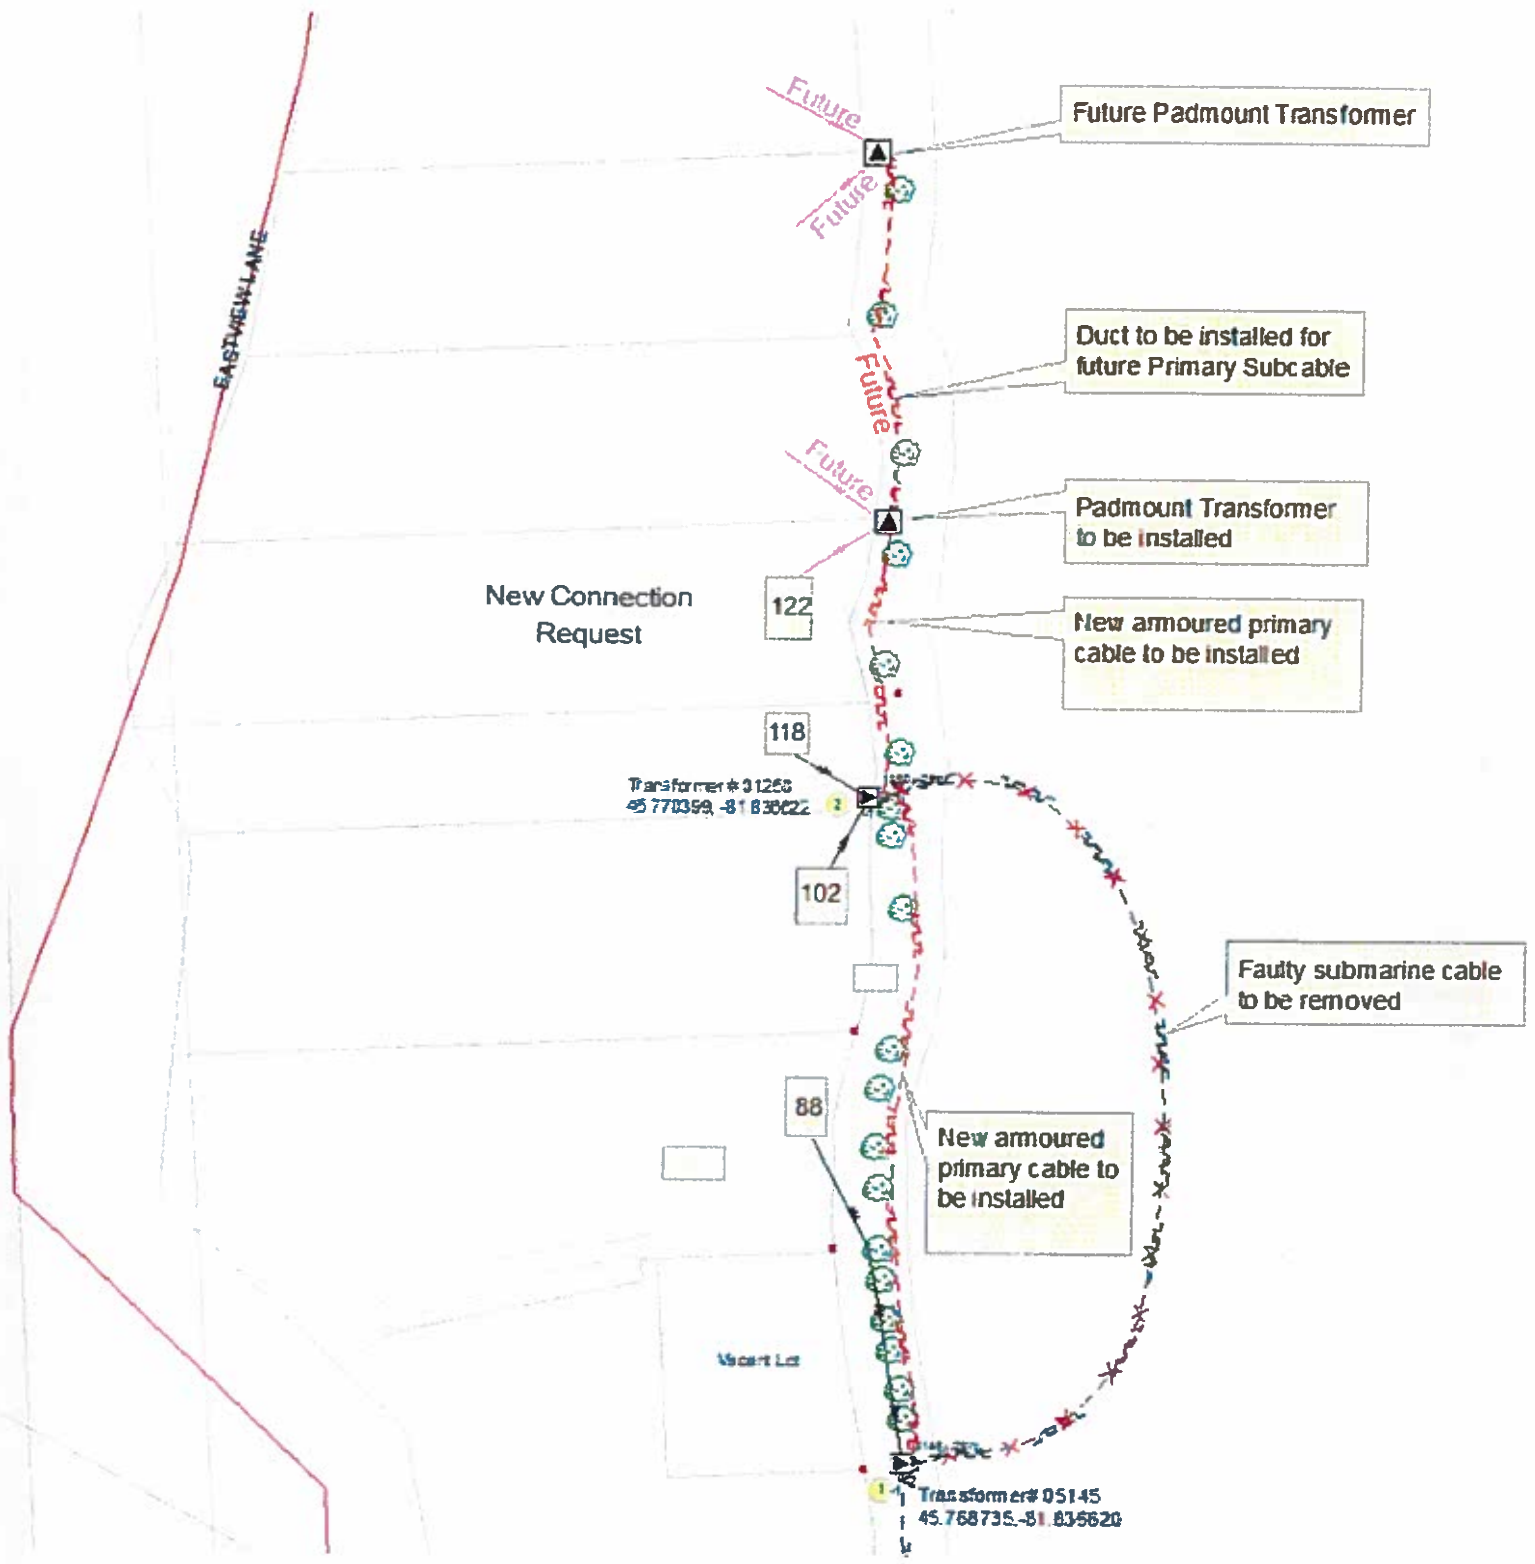 Future
Future Padmount Transformer
Future
EASTVIEW LANE
Duct to be installed for
future Primary Subcable
Future
Future
Padmount Transformer
to be installed
New Connection
Request
122
New armoured primary
cable to be installed
118
Transformer#
2
102
Faulty submarine cable
to be removed
88
New armoured
primary cable to
be installed
Vacant Lot
1
Transformer# 05145
45.768735,-81.835620